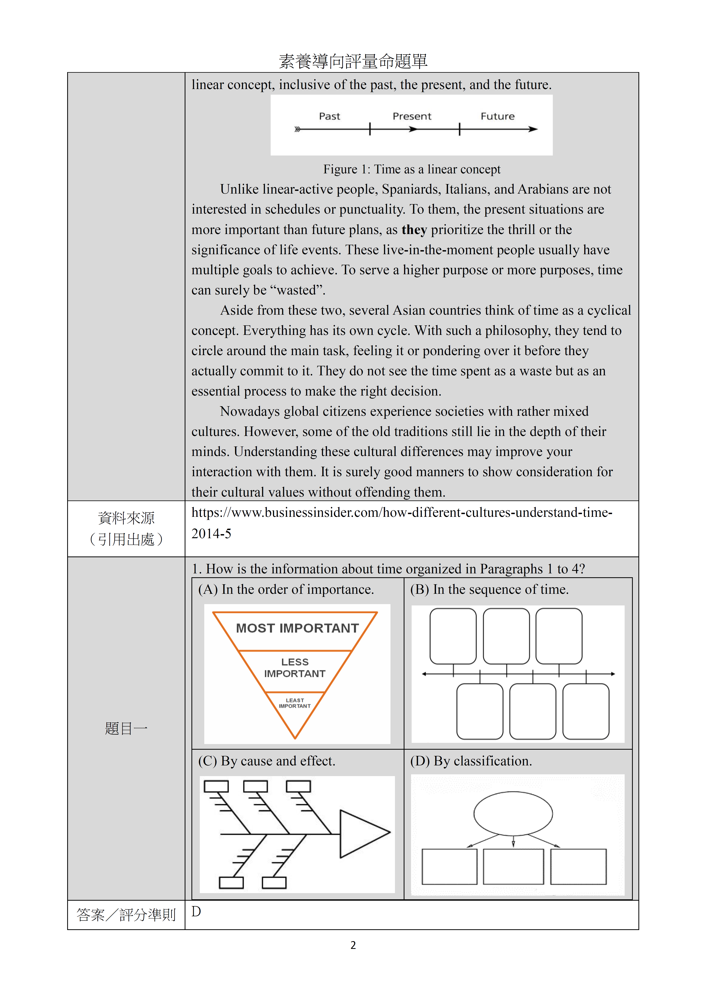 素養導向評量命題單
linear concept, inclusive of the past, the present, and the future.
Past Present Future
Figure 1: Time as a linear concept
Unlike linear-active people, Spaniards, Italians, and Arabians are not
interested in schedules or punctuality. To them, the present situations are
more important than future plans, as they prioritize the thrill or the
significance of life events. These live-in-the-moment people usually have
multiple goals to achieve. To serve a higher purpose or more purposes, time
can surely be “wasted”.
Aside from these two, several Asian countries think of time as a cyclical
concept. Everything has its own cycle. With such a philosophy, they tend to
circle around the main task, feeling it or pondering over it before they
actually commit to it. They do not see the time spent as a waste but as an
essential process to make the right decision.
Nowadays global citizens experience societies with rather mixed
cultures. However, some of the old traditions still lie in the depth of their
minds. Understanding these cultural differences may improve your
interaction with them. It is surely good manners to show consideration for
their cultural values without offending them.
資料來源
（引用出處）
https://www.businessinsider.com/how-different-cultures-understand-time-
2014-5
題目一
1. How is the information about time organized in Paragraphs 1 to 4?
(A) In the order of importance.
MOST IMPORTANT
LESS
IMPORTANT
LEAST
IMPORTANT
(B) In the sequence of time.
(C) By cause and effect.
(D) By classification.
答案／評分準則
D
2